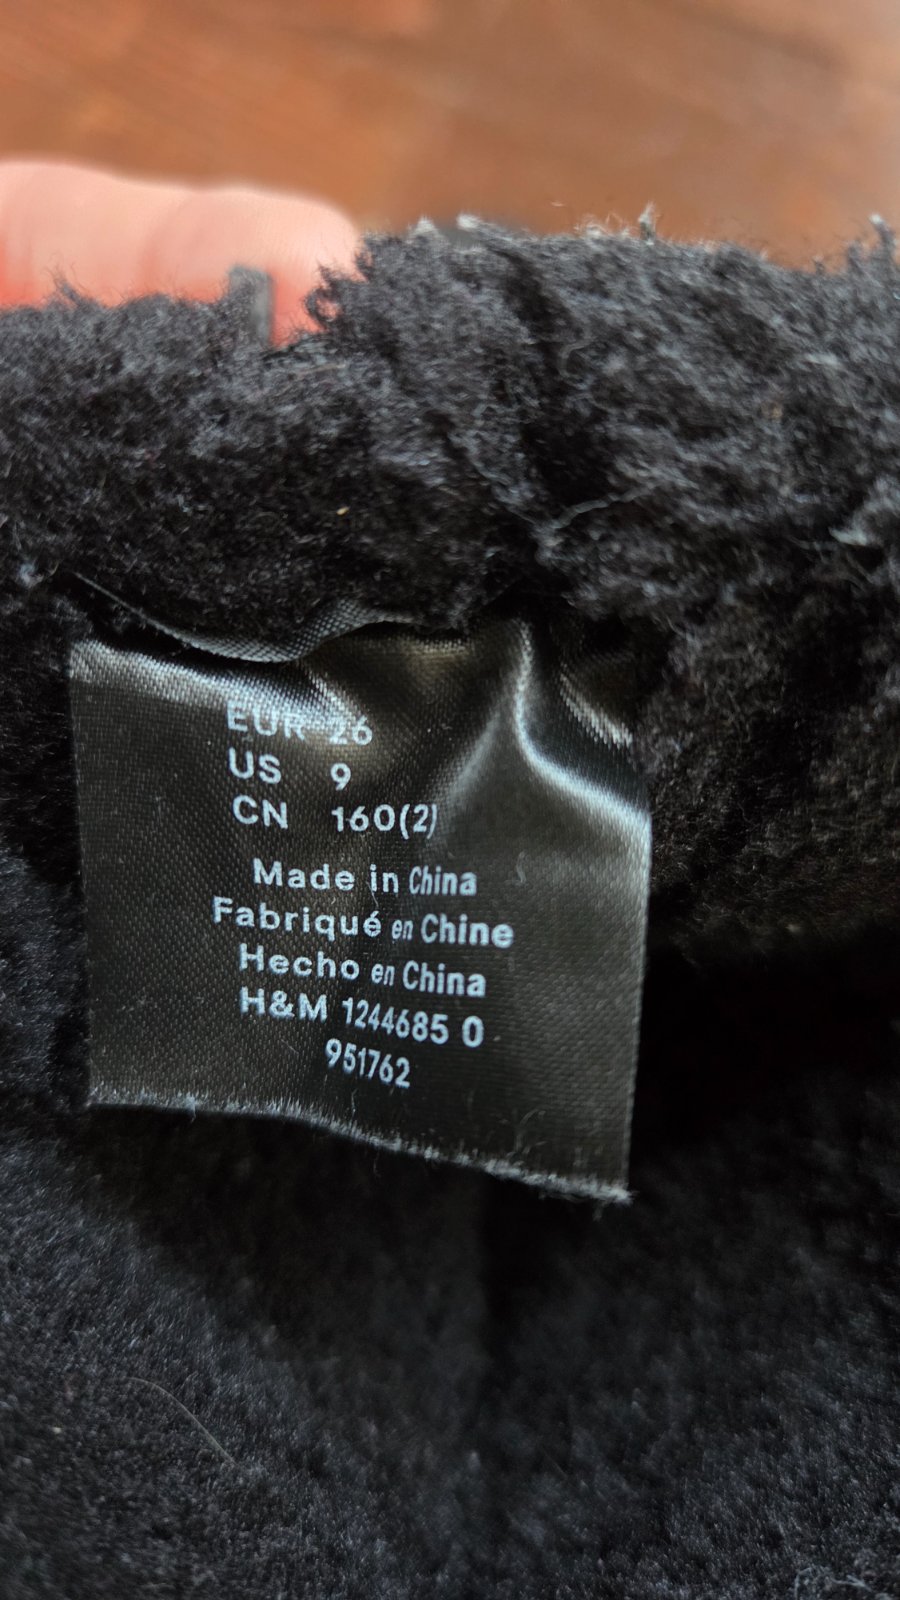 EUR 26
US 9
CN 160(2)
Made in China
Fabriqué en Chine
Hecho en China
H&M 1244685 0
951762